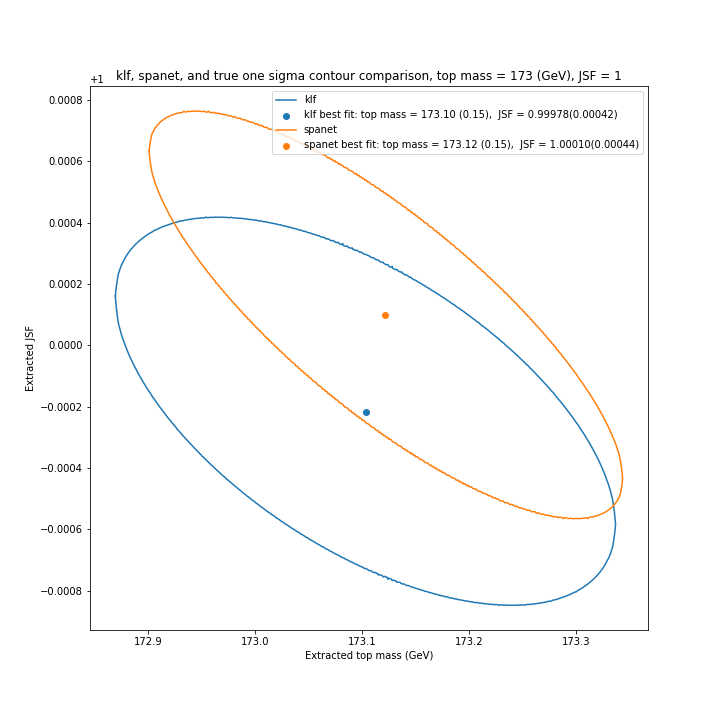 klf, spanet, and true one sigma contour comparison, top mass = 173 (GeV), JSF = 1
+1
klf
klf best fit: top mass = 173.10 (0.15),  JSF = 0.99978(0.00042)
spanet
spanet best fit: top mass = 173.12 (0.15),  JSF = 1.00010(0.00044)
0.0008
0.0006
0.0004
0.0002
0.0000
−0.0002
−0.0004
−0.0006
−0.0008
Extracted JSF
172.9 173.0 173.1 173.2 173.3
Extracted top mass (GeV)